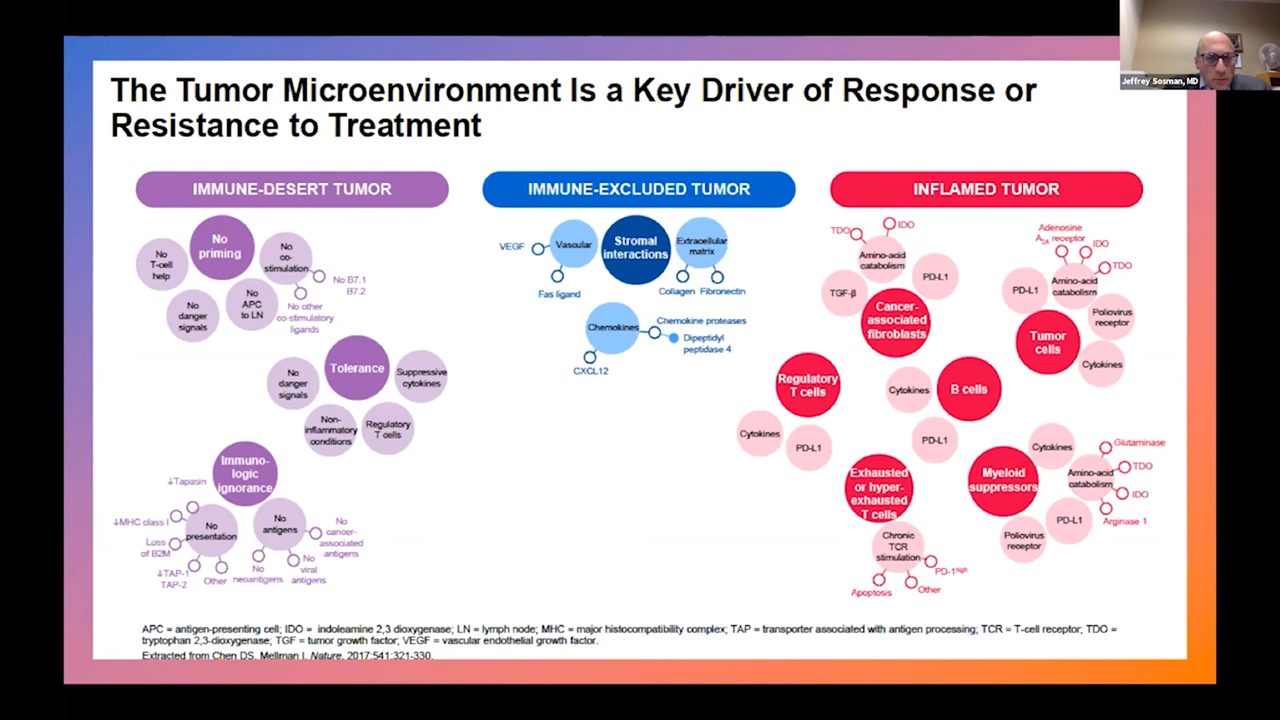 Jeffrey Sosman, MD
The Tumor Microenvironment Is a Key Driver of Response or
Resistance to Treatment
IMMUNE-DESERT TUMOR
No
priming
No
T-cell
help
No
co-
stimulation
No B7.1
B7.2
No
danger
signals
No
APC
to LN
No other
co-stimulatory
ligands
Tolerance
No
danger
signals
Suppressive
cytokines
Non-
inflammatory
conditions
Regulatory
T cells
Immuno-
logic
ignorance
↓Tapasin
↓MHC class I
No
presentation
Loss
of B2M
↓TAP-1
TAP-2
Other
No
antigens
No
cancer-
associated
antigens
No
neoantigens
No
viral
antigens
IMMUNE-EXCLUDED TUMOR
VEGF
Vascular
Stromal
interactions
Extracellular
matrix
Fas ligand
Collagen
Fibronectin
Chemokines
Chemokine proteases
Dipeptidyl
peptidase 4
CXCL12
INFLAMED TUMOR
TDO
IDO
Amino-acid
catabolism
PD-L1
TGF-β
Cancer-
associated
fibroblasts
Adenosine
A2A receptor
IDO
TDO
Amino-acid
catabolism
PD-L1
Poliovirus
receptor
Tumor
cells
Cytokines
Regulatory
T cells
Cytokines
PD-L1
Cytokines
B cells
PD-L1
Exhausted
or hyper-
exhausted
T cells
Chronic
TCR
stimulation
PD-1high
Apoptosis
Other
Myeloid
suppressors
Cytokines
Glutaminase
TDO
Amino-acid
catabolism
IDO
Arginase 1
PD-L1
Poliovirus
receptor
APC = antigen-presenting cell; IDO = indoleamine 2,3 dioxygenase; LN = lymph node; MHC = major histocompatibility complex; TAP = transporter associated with antigen processing; TCR = T-cell receptor; TDO =
tryptophan 2,3-dioxygenase; TGF = tumor growth factor; VEGF = vascular endothelial growth factor.
Extracted from Chen DS, Mellman I. Nature. 2017:541:321-330.